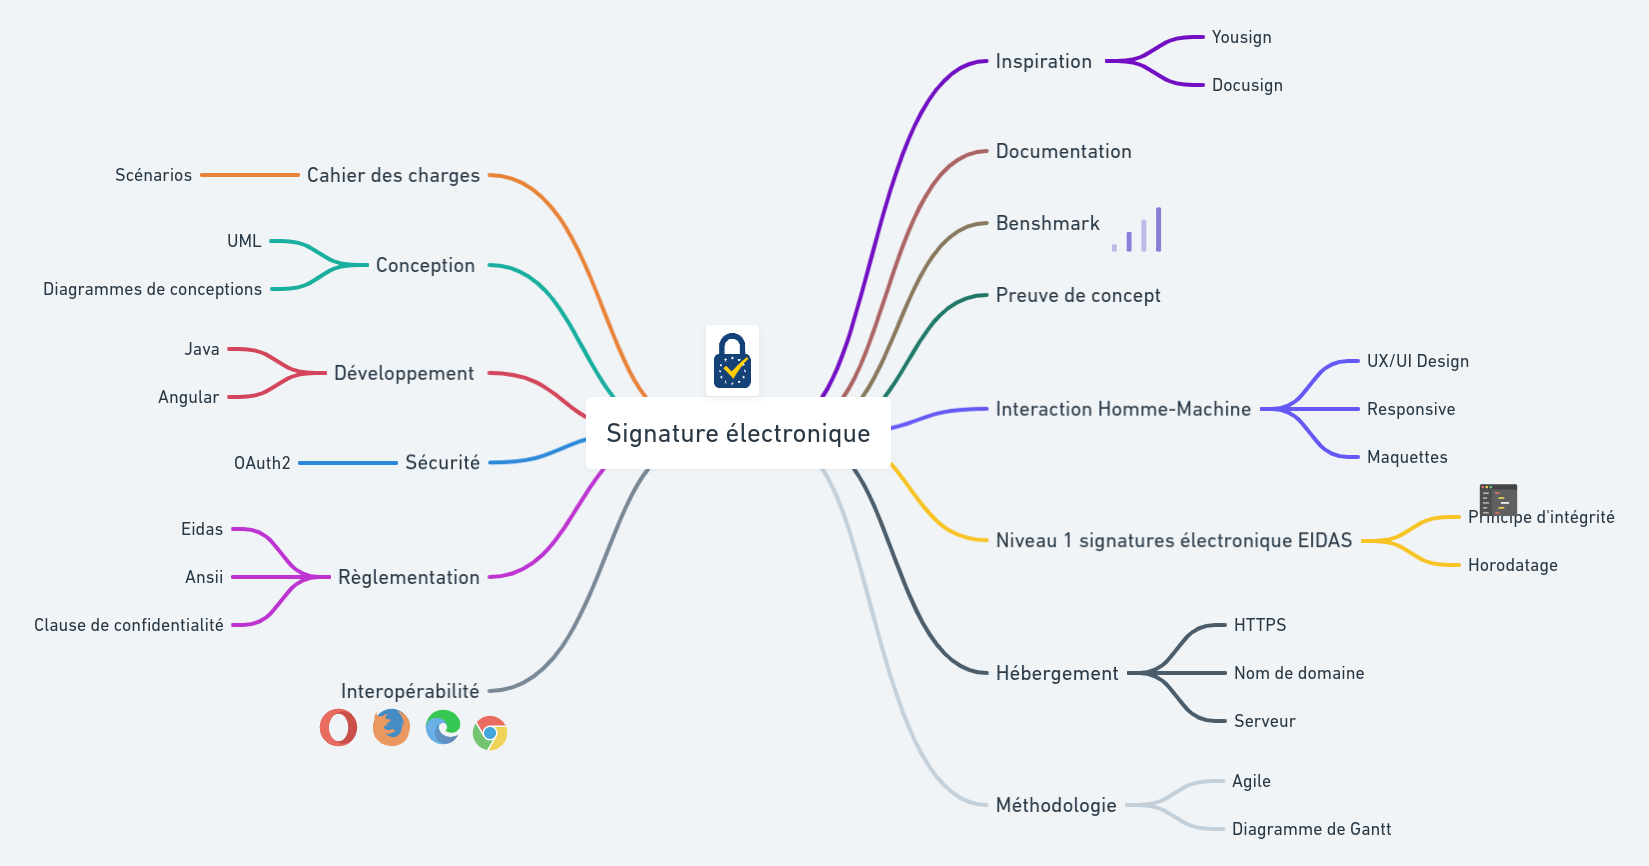 Signature électronique
Cahier des charges
Scénarios
Conception
UML
Diagrammes de conceptions
Développement
Java
Angular
Sécurité
OAuth2
Règlementation
Eidas
Ansii
Clause de confidentialité
Interopérabilité
Inspiration
Yousign
Docusign
Documentation
Benshmark
Preuve de concept
Interaction Homme-Machine
UX/UI Design
Responsive
Maquettes
Niveau 1 signatures électronique EIDAS
Principe d'intégrité
Horodatage
Hébergement
HTTPS
Nom de domaine
Serveur
Méthodologie
Agile
Diagramme de Gantt